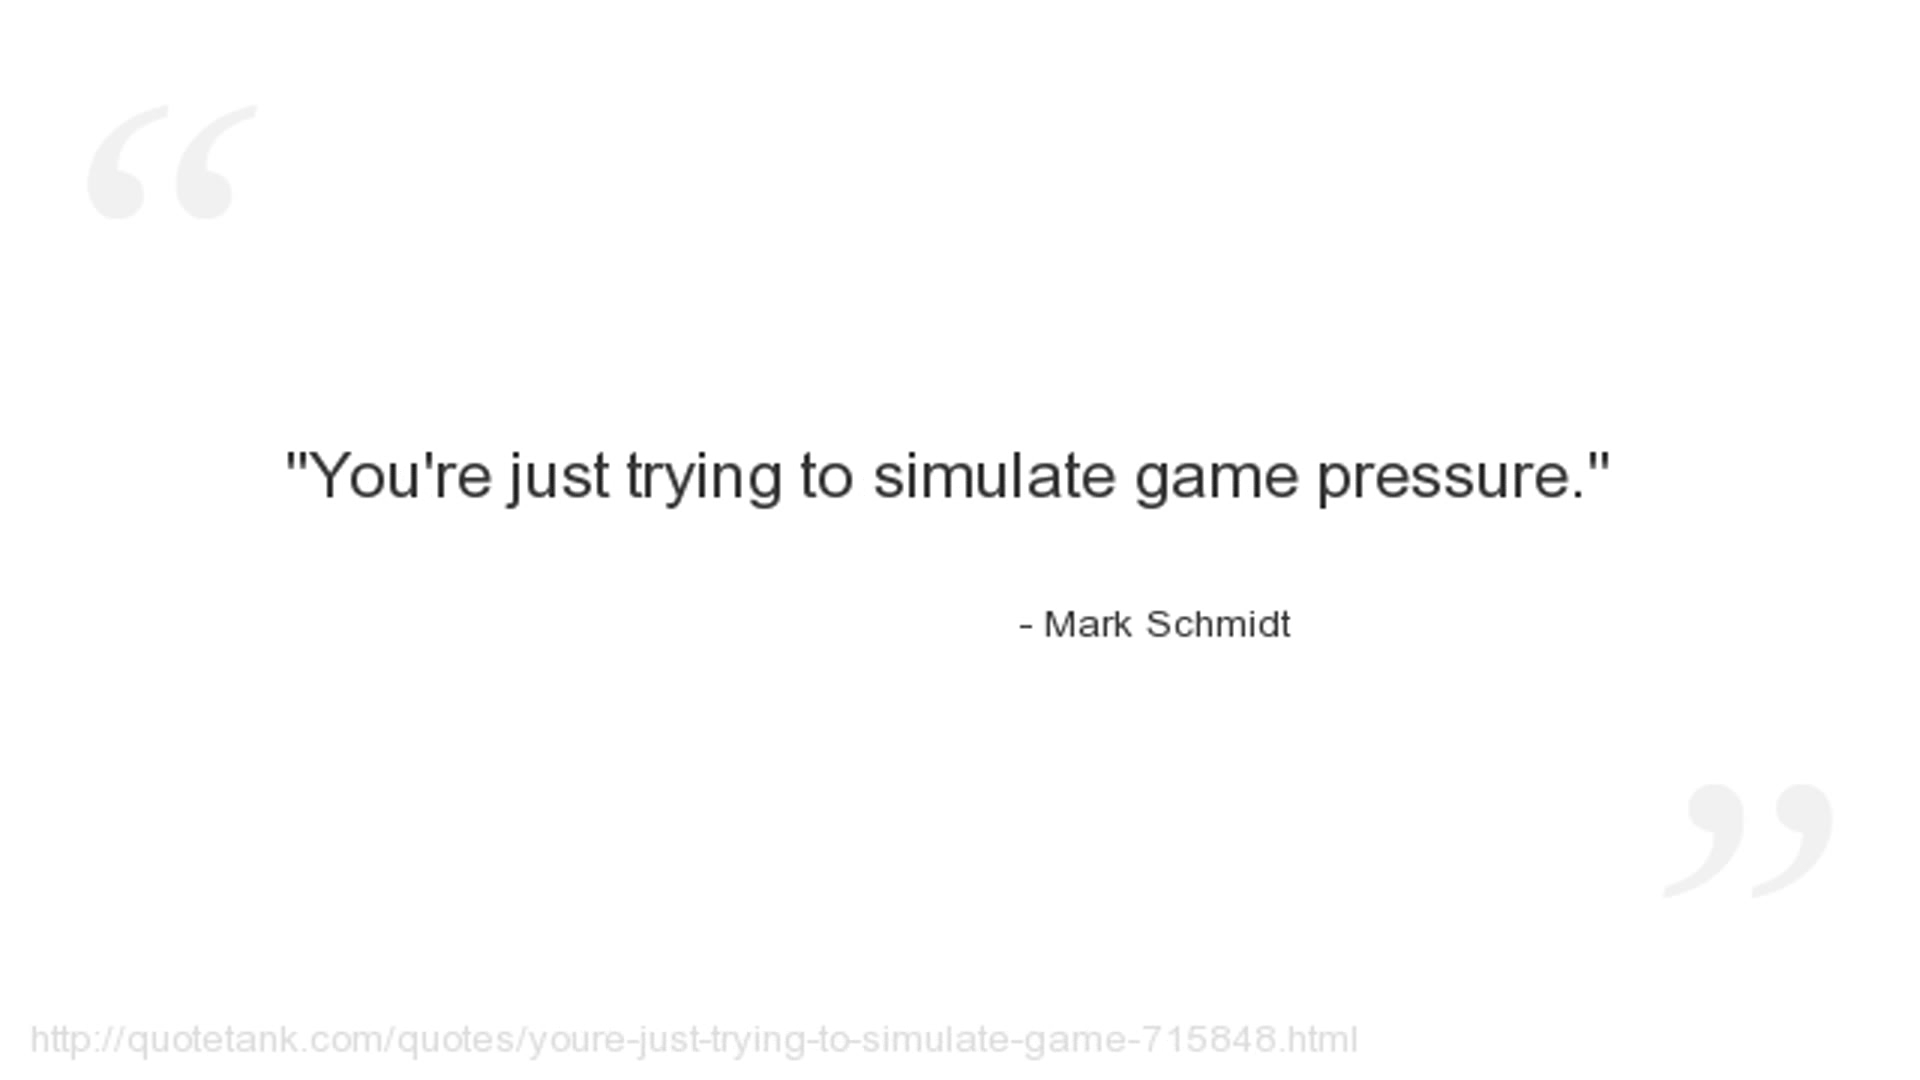 "You're just trying to simulate game pressure."
- Mark Schmidt
http://quotetank.com/quotes/youre-just-trying-to-simulate-game-715848.html